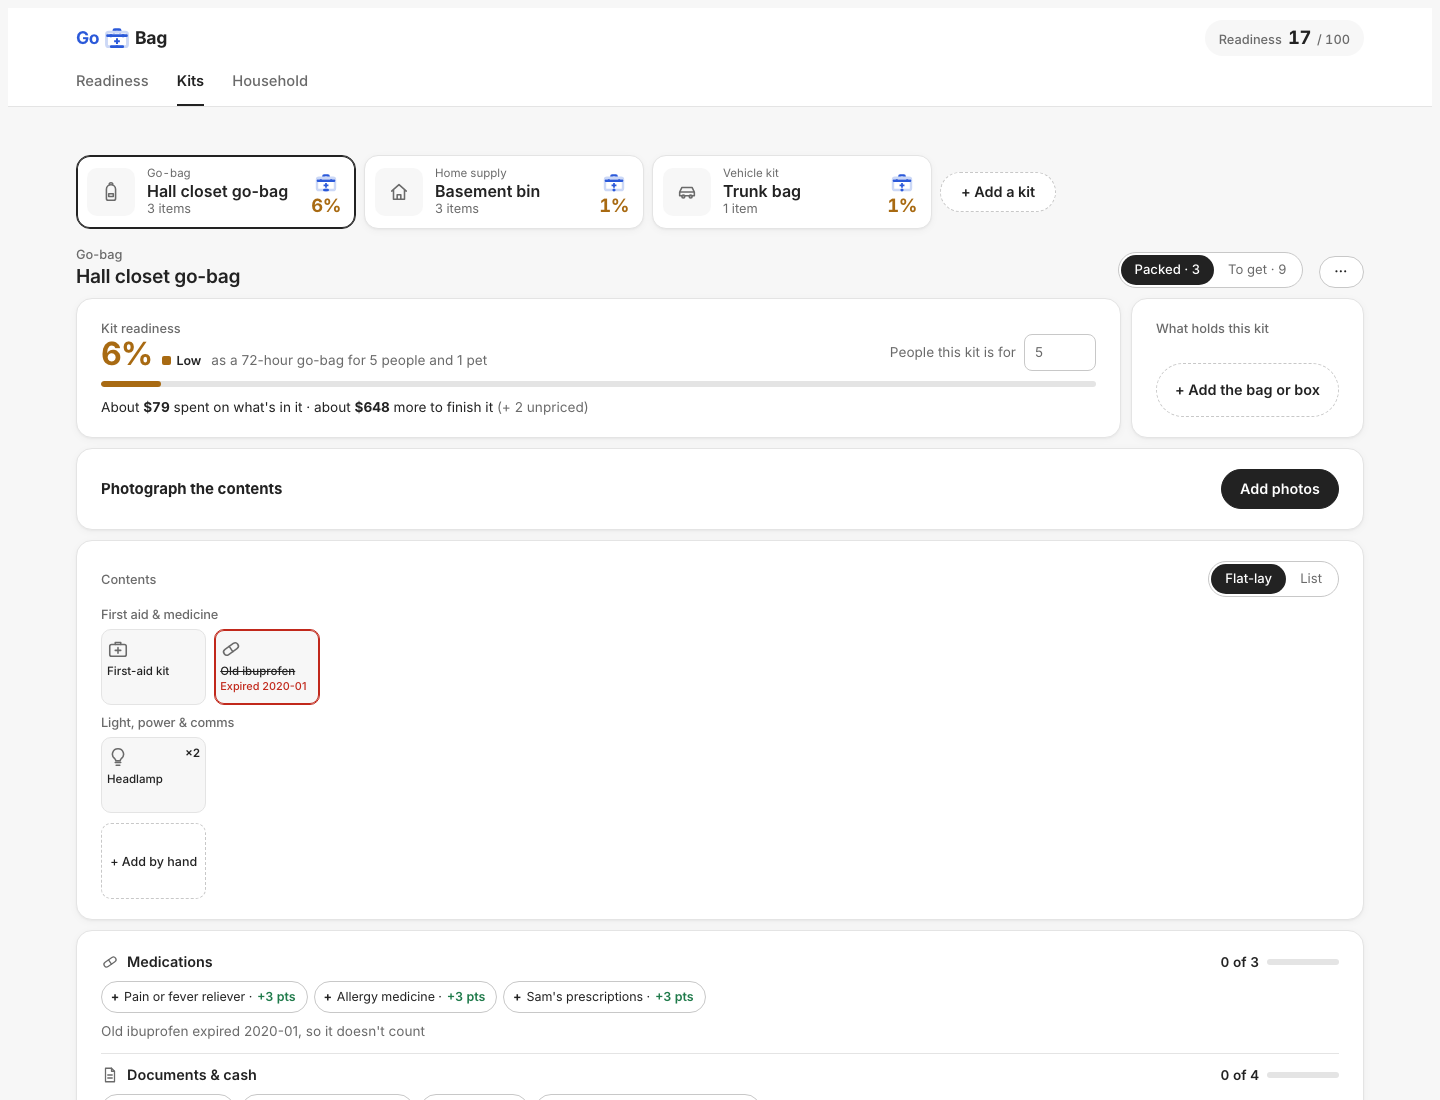 Go Bag
Readiness 17 / 100
Readiness
Kits
Household
Go-bag
Hall closet go-bag
3 items
6%
Home supply
Basement bin
3 items
1%
Vehicle kit
Trunk bag
1 item
1%
+ Add a kit
Go-bag
Hall closet go-bag
Packed · 3
To get · 9
···
Kit readiness
6% Low as a 72-hour go-bag for 5 people and 1 pet
People this kit is for 5
About $79 spent on what's in it · about $648 more to finish it (+ 2 unpriced)
What holds this kit
+ Add the bag or box
Photograph the contents
Add photos
Contents
Flat-lay
List
First aid & medicine
First-aid kit
Old ibuprofen
Expired 2020-01
Light, power & comms
×2
Headlamp
+ Add by hand
Medications
0 of 3
+ Pain or fever reliever · +3 pts
+ Allergy medicine · +3 pts
+ Sam's prescriptions · +3 pts
Old ibuprofen expired 2020-01, so it doesn't count
Documents & cash
0 of 4